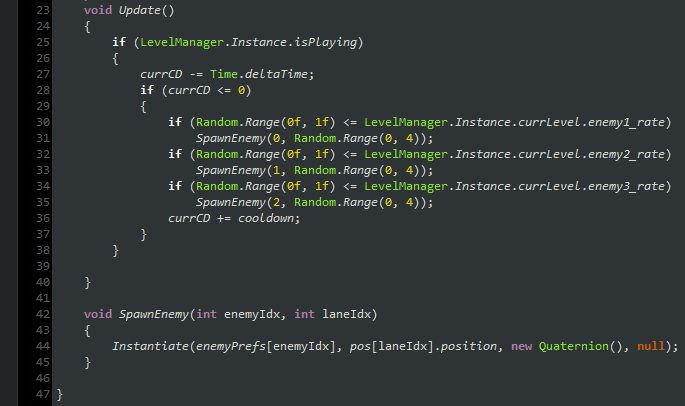 23 void Update()
24 {
25 if (LevelManager.Instance.isPlaying)
26 {
27 currCD -= Time.deltaTime;
28 if (currCD <= 0)
29 {
30 if (Random.Range(0f, 1f) <= LevelManager.Instance.currLevel.enemy1_rate)
31 SpawnEnemy(0, Random.Range(0, 4));
32 if (Random.Range(0f, 1f) <= LevelManager.Instance.currLevel.enemy2_rate)
33 SpawnEnemy(1, Random.Range(0, 4));
34 if (Random.Range(0f, 1f) <= LevelManager.Instance.currLevel.enemy3_rate)
35 SpawnEnemy(2, Random.Range(0, 4));
36 currCD += cooldown;
37 }
38 }
39
40 }
41
42 void SpawnEnemy(int enemyIdx, int laneIdx)
43 {
44 Instantiate(enemyPrefs[enemyIdx], pos[laneIdx].position, new Quaternion(), null);
45 }
46
47 }